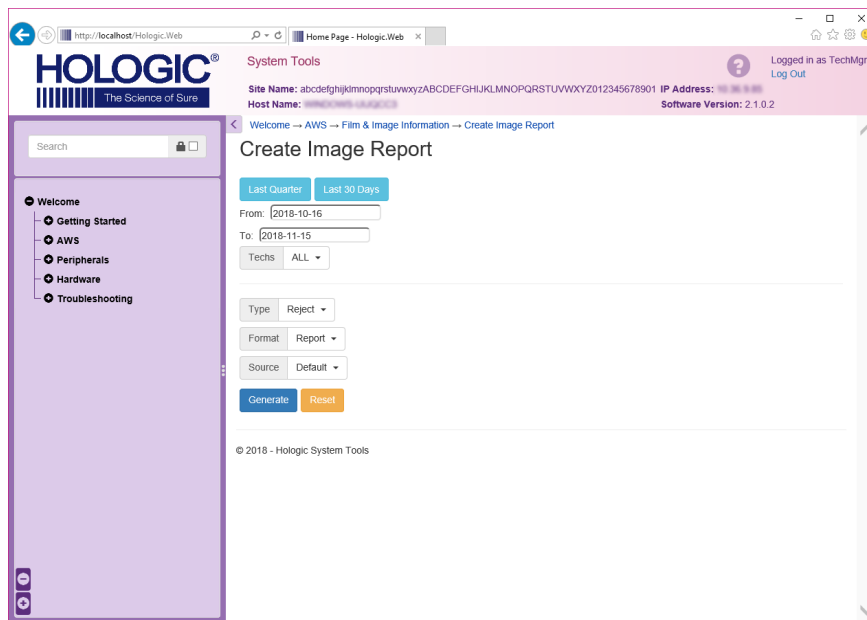 http://localhost/Hologic.Web
Home Page - Hologic.Web
HOLOGIC®
The Science of Sure
System Tools
Logged in as TechMgr
Log Out
Site Name: abcdefghijklmnopqrstuvwxyzABCDEFGHIJKLMNOPQRSTUVWXYZ012345678901 IP Address:
Host Name:
Software Version: 2.1.0.2
Search
Welcome
Getting Started
AWS
Peripherals
Hardware
Troubleshooting
Welcome → AWS → Film & Image Information → Create Image Report
Create Image Report
Last Quarter Last 30 Days
From: 2018-10-16
To: 2018-11-15
Techs ALL
Type Reject
Format Report
Source Default
Generate Reset
© 2018 - Hologic System Tools